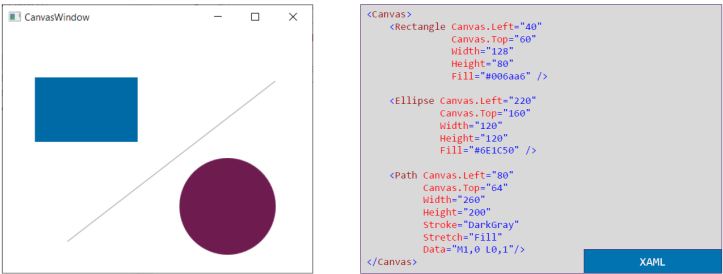 CanvasWindow
<Canvas>
<Rectangle Canvas.Left="40"
Canvas.Top="60"
Width="128"
Height="80"
Fill="#006aa6" />
<Ellipse Canvas.Left="220"
Canvas.Top="160"
Width="120"
Height="120"
Fill="#6E1C50" />
<Path Canvas.Left="80"
Canvas.Top="64"
Width="260"
Height="200"
Stroke="DarkGray"
Stretch="Fill"
Data="M1,0 L0,1"/>
</Canvas>
XAML